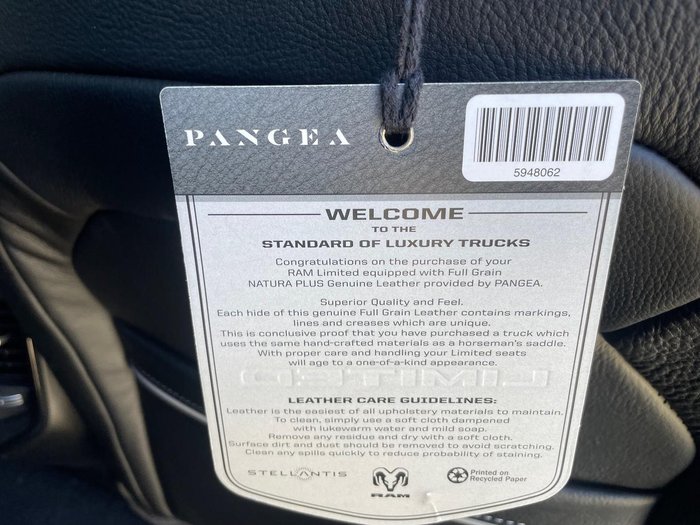 PANGEA
5948062
WELCOME
TO THE
STANDARD OF LUXURY TRUCKS
Congratulations on the purchase of your
RAM Limited equipped with Full Grain
NATURA PLUS Genuine Leather provided by PANGEA.
Superior Quality and Feel.
Each hide of this genuine Full Grain Leather contains markings,
lines and creases which are unique.
This is conclusive proof that you have purchased a truck which
uses the same hand-crafted materials as a horseman's saddle.
With proper care and handling your Limited seats
will age to a one-of-a-kind appearance.
LIMITED
LEATHER CARE GUIDELINES:
Leather is the easiest of all upholstery materials to maintain.
To clean, simply use a soft cloth dampened
with lukewarm water and mild soap.
Remove any residue and dry with a soft cloth.
Surface dirt and dust should be removed to avoid scratching.
Clean any spills quickly to reduce probability of staining.
STELLANTIS
RAM
Printed on
Recycled Paper